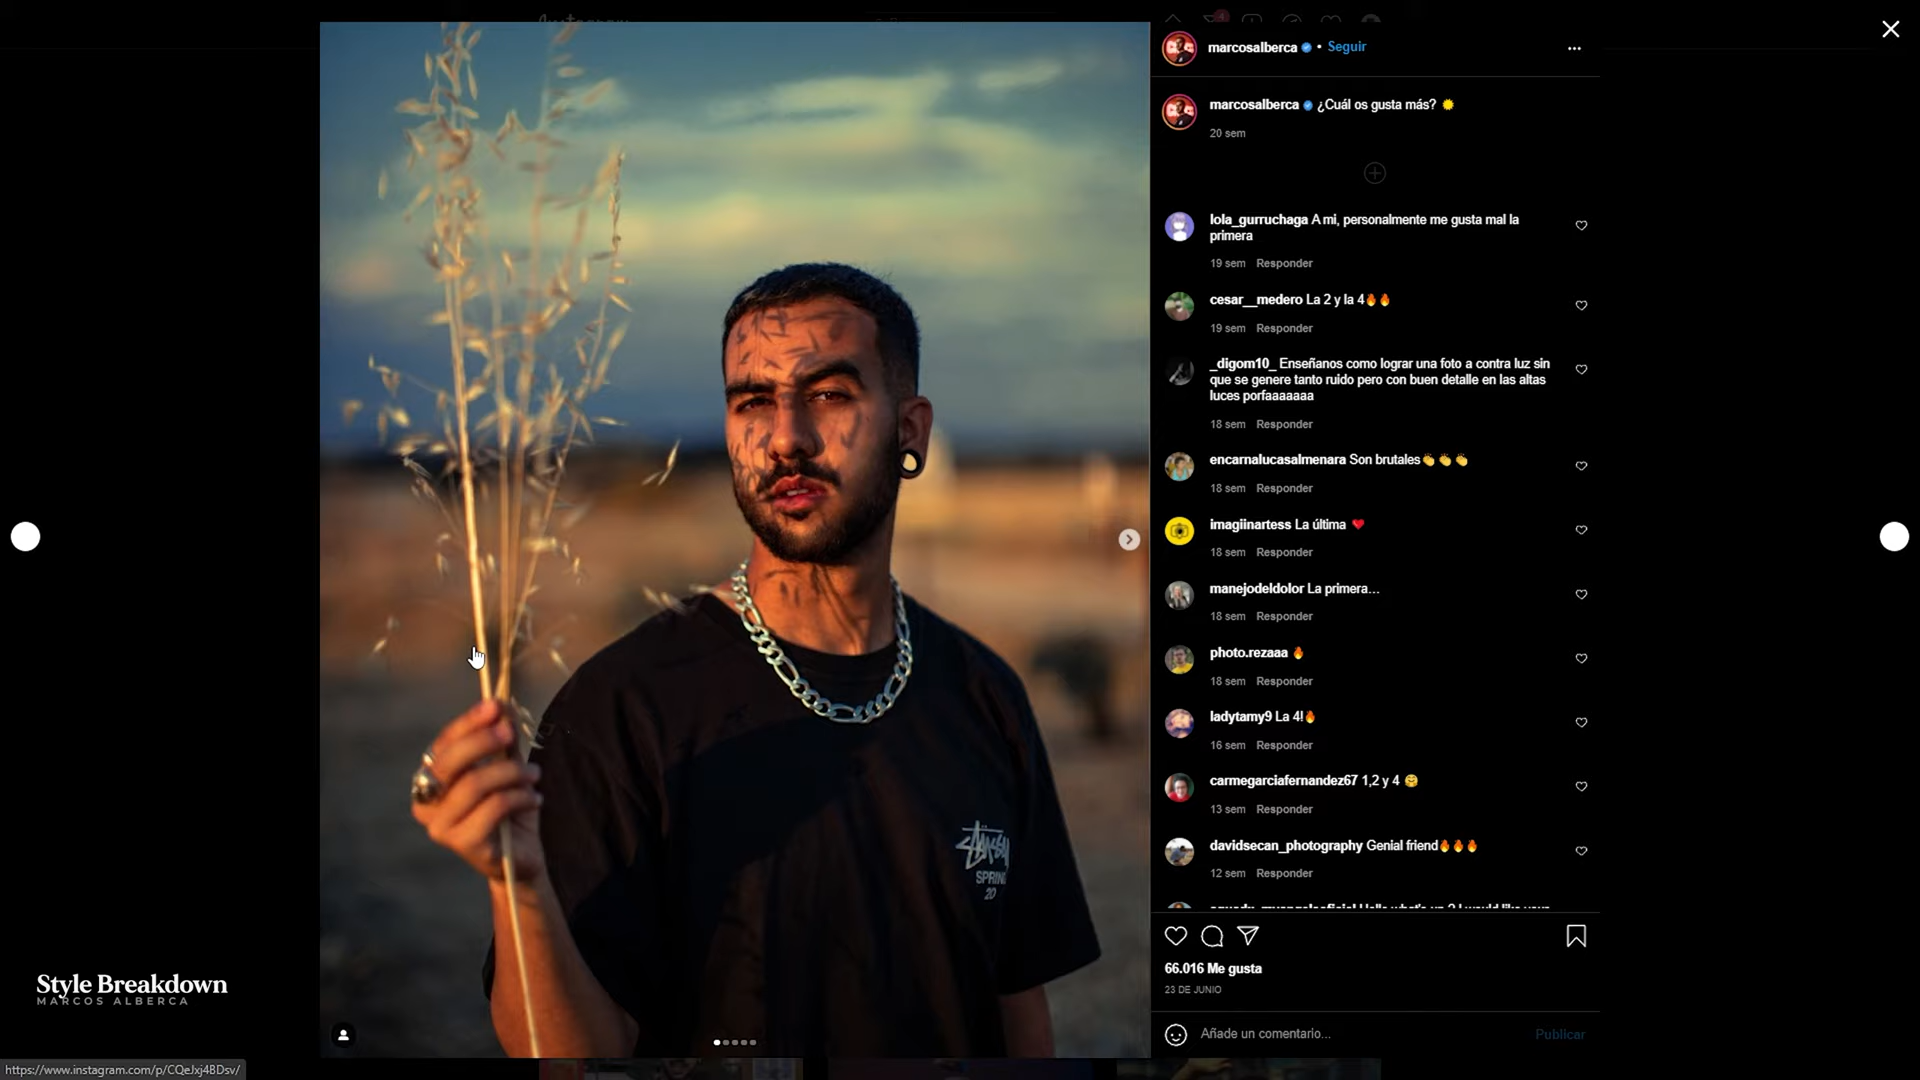 marcosalberca • Seguir
marcosalberca ¿Cuál os gusta más?
20 sem
lola_gurruchaga A mi, personalmente me gusta mal la
primera
19 sem Responder
cesar__medero La 2 y la 4🔥🔥
19 sem Responder
_digom10_ Enseñanos como lograr una foto a contra luz sin
que se genere tanto ruido pero con buen detalle en las altas
luces porfaaaaaaa
18 sem Responder
encarnalucasalmenara Son brutales👏👏👏
18 sem Responder
imagiinartess La última ❤️
18 sem Responder
manejodeldolor La primera…
18 sem Responder
photo.rezaaa 🔥
18 sem Responder
ladytamy9 La 4!🔥
16 sem Responder
carmegarciafernandez67 1,2 y 4 🤗
13 sem Responder
davidsecan_photography Genial friend🔥🔥🔥
12 sem Responder
66.016 Me gusta
23 DE JUNIO
Añade un comentario...
Publicar
STÜSSY
SPRING
20
Style Breakdown
MARCOS ALBERCA
https://www.instagram.com/p/CQeJxj4BDsv/